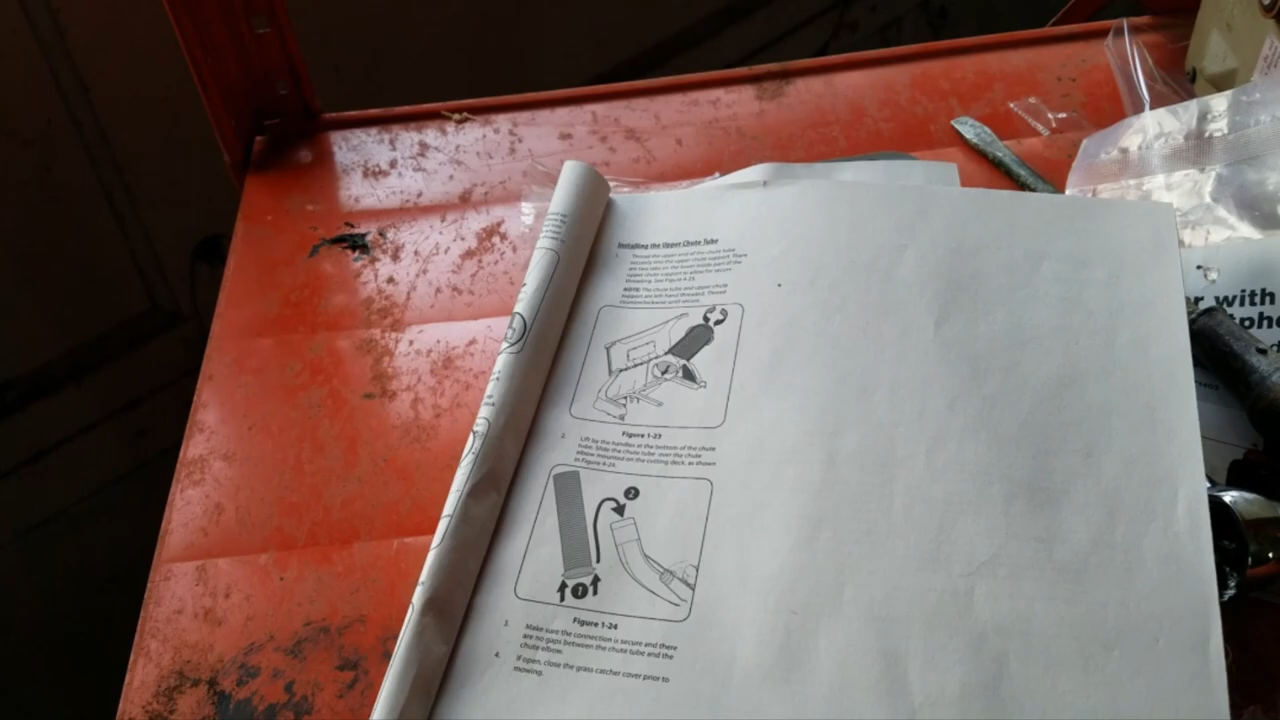 Installing the Upper Chute Tube
1. Thread the upper end of the chute tube
securely into the upper chute support. There
are two tabs on the lower inside part of the
upper chute support to allow for secure
threading. See Figure 4-23.
NOTE: The chute tube and upper chute
support are left hand threaded. Thread
counterclockwise until secure.
Figure 1-23
2. Lift by the handles at the bottom of the chute
tube. Slide the chute tube over the chute
elbow mounted on the cutting deck, as shown
in Figure 4-24.
2
1
Figure 1-24
3. Make sure the connection is secure and there
are no gaps between the chute tube and the
chute elbow.
4. If open, close the grass catcher cover prior to
mowing.
r with